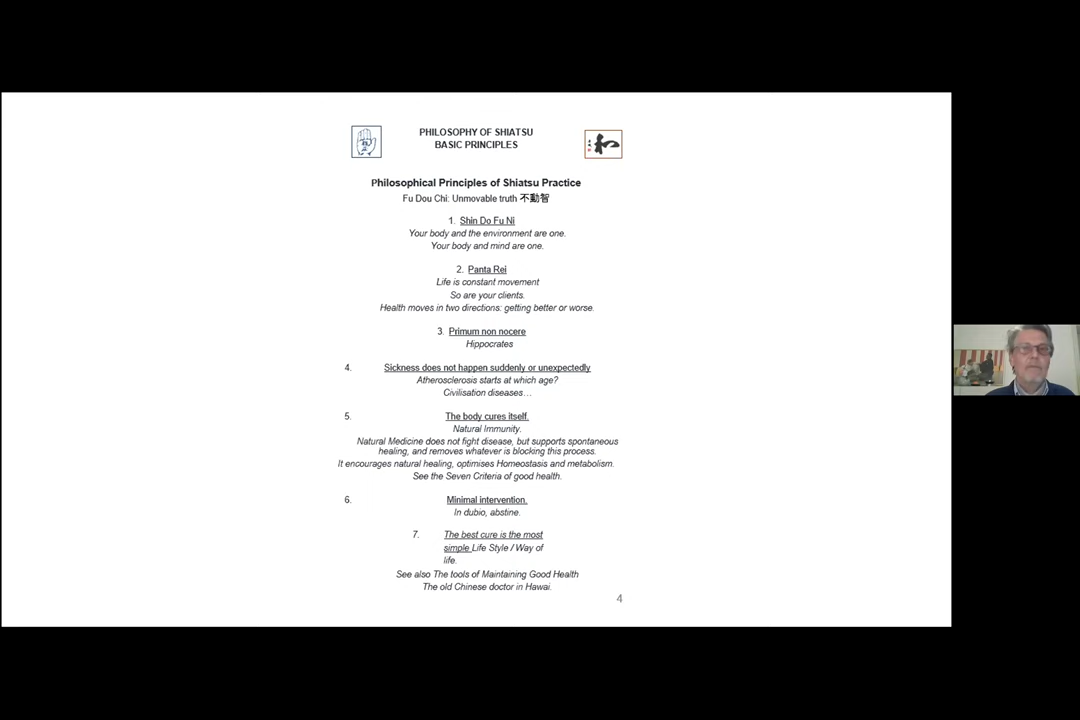 PHILOSOPHY OF SHIATSU
BASIC PRINCIPLES
Philosophical Principles of Shiatsu Practice
Fu Dou Chi: Unmovable truth 不動智
1. Shin Do Fu Ni
Your body and the environment are one.
Your body and mind are one.
2. Panta Rei
Life is constant movement
So are your clients.
Health moves in two directions: getting better or worse.
3. Primum non nocere
Hippocrates
4. Sickness does not happen suddenly or unexpectedly
Atherosclerosis starts at which age?
Civilisation diseases…
5. The body cures itself.
Natural Immunity.
Natural Medicine does not fight disease, but supports spontaneous
healing, and removes whatever is blocking this process.
It encourages natural healing, optimises Homeostasis and metabolism.
See the Seven Criteria of good health.
6. Minimal intervention.
In dubio, abstine.
7. The best cure is the most
simple Life Style / Way of
life.
See also The tools of Maintaining Good Health
The old Chinese doctor in Hawai.
4